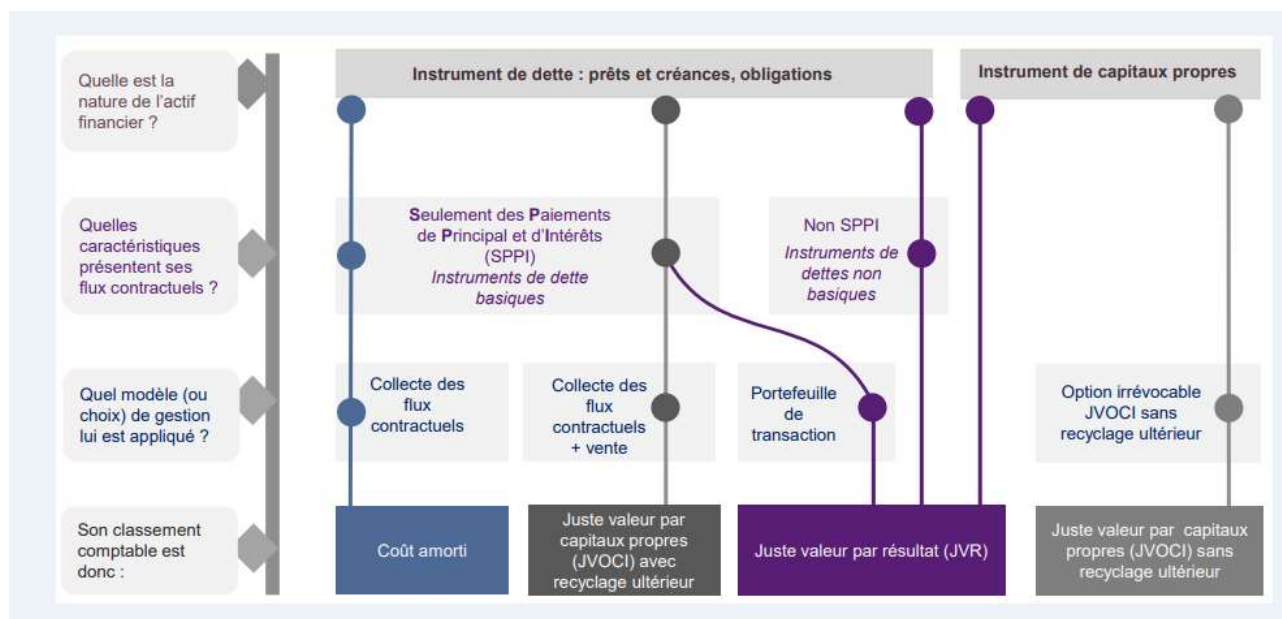 Quelle est la
nature de l'actif
financier ?
Instrument de dette : prêts et créances, obligations
Instrument de capitaux propres
Quelles
caractéristiques
présentent ses
flux contractuels ?
Seulement des Paiements
de Principal et d'Intérêts
(SPPI)
Instruments de dette
basiques
Non SPPI
Instruments de
dettes non
basiques
Quel modèle (ou
choix) de gestion
lui est appliqué ?
Collecte des
flux
contractuels
Collecte des
flux
contractuels
+ vente
Portefeuille
de
transaction
Option irrévocable
JVOCI sans
recyclage ultérieur
Son classement
comptable est
donc :
Coût amorti
Juste valeur par
capitaux propres
(JVOCI) avec
recyclage ultérieur
Juste valeur par résultat (JVR)
Juste valeur par capitaux
propres (JVOCI) sans
recyclage ultérieur